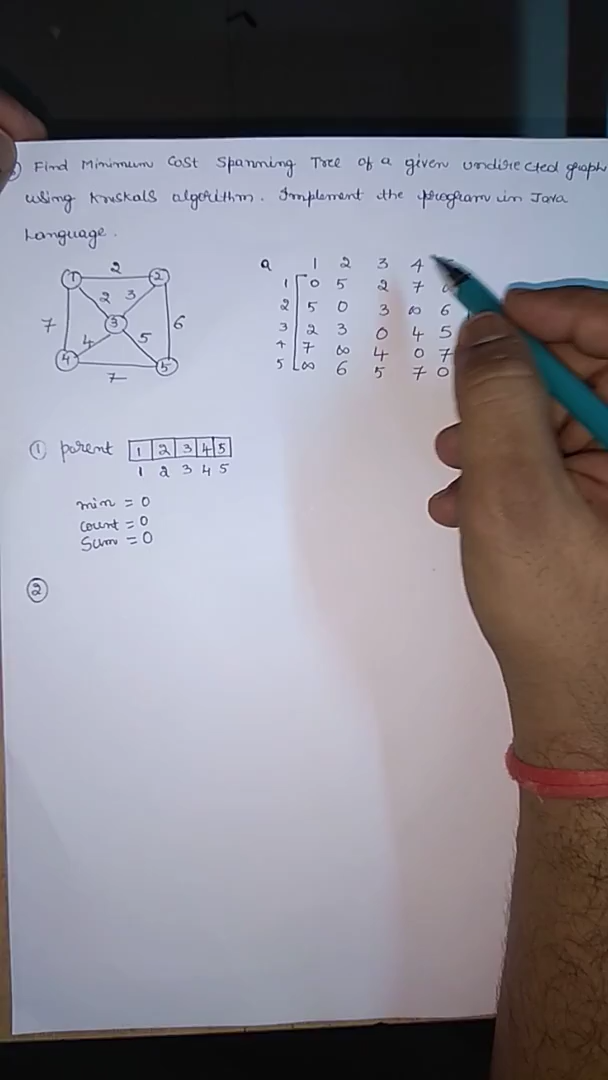 Find Minimum Cost Spanning Tree of a given undirected graph
using Kruskals algorithm. Implement the program in Java
Language.
2
1 2
2 3
7 3 6
4 5
4 5
7
a 1 2 3 4
1 0 5 2 7
2 5 0 3 ∞ 6
3 2 3 0 4 5
4 7 ∞ 4 0 7
5 ∞ 6 5 7 0
① parent 1 2 3 4 5
1 2 3 4 5
min = 0
count = 0
Sum = 0
②